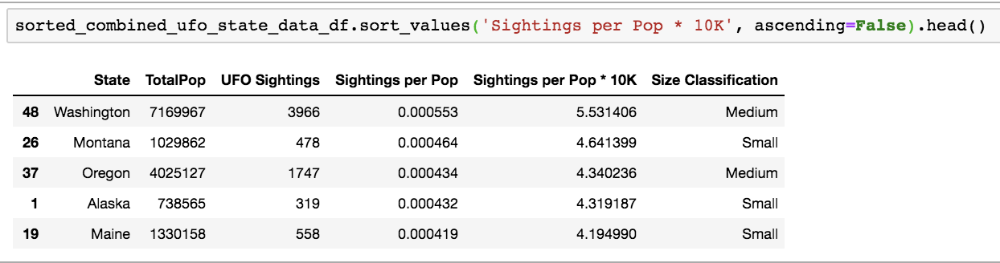 sorted_combined_ufo_state_data_df.sort_values('Sightings per Pop * 10K', ascending=False).head()
State TotalPop UFO Sightings Sightings per Pop Sightings per Pop * 10K Size Classification
48 Washington 7169967 3966 0.000553 5.531406 Medium
26 Montana 1029862 478 0.000464 4.641399 Small
37 Oregon 4025127 1747 0.000434 4.340236 Medium
1 Alaska 738565 319 0.000432 4.319187 Small
19 Maine 1330158 558 0.000419 4.194990 Small